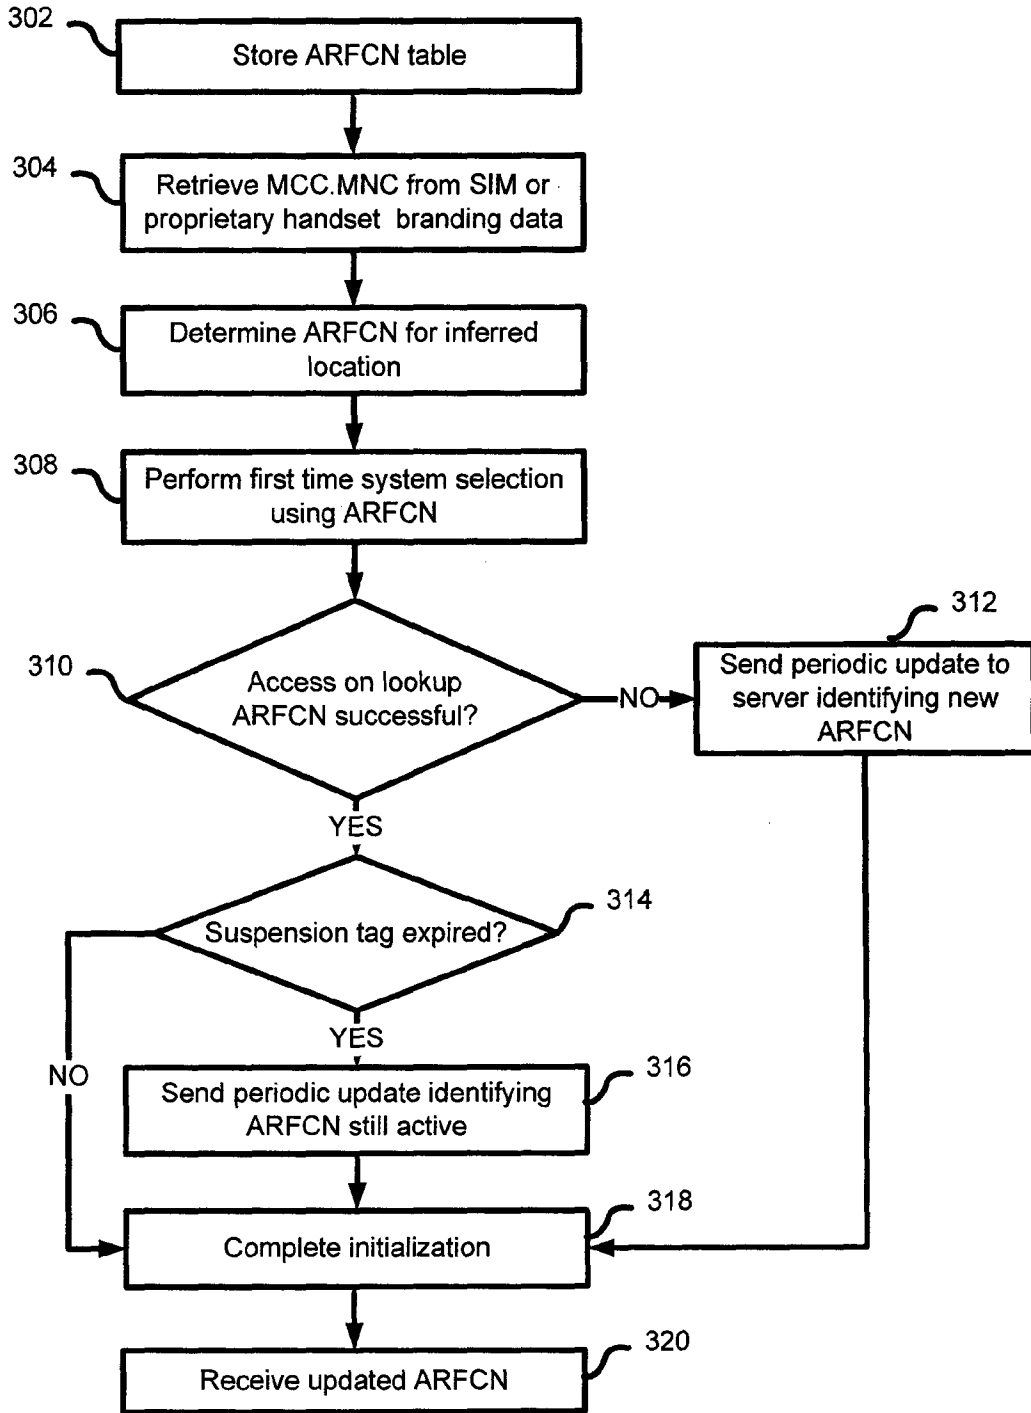 302
Store ARFCN table
304
Retrieve MCC.MNC from SIM or
proprietary handset branding data
306
Determine ARFCN for inferred
location
308
Perform first time system selection
using ARFCN
310
Access on lookup
ARFCN successful?
NO
312
Send periodic update to
server identifying new
ARFCN
YES
314
Suspension tag expired?
YES
NO
316
Send periodic update identifying
ARFCN still active
318
Complete initialization
320
Receive updated ARFCN